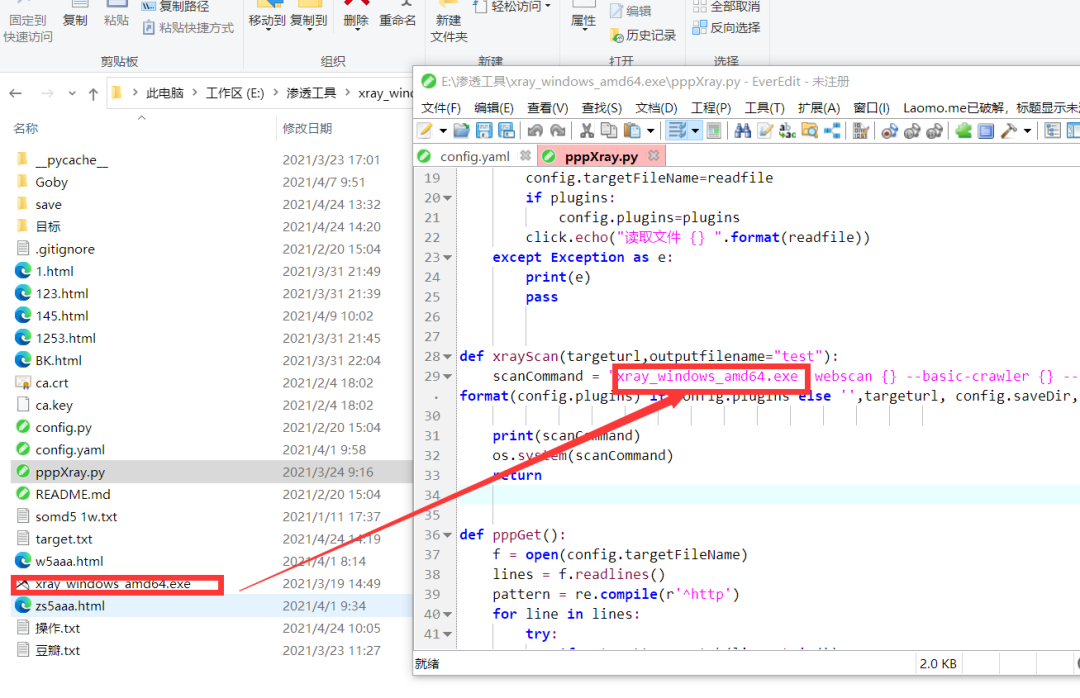 固定到
快速访问
复制
粘贴
复制路径
粘贴快捷方式
剪贴板
移动到
复制到
删除
重命名
组织
新建
文件夹
轻松访问
新建
属性
编辑
历史记录
打开
全部取消
反向选择
选择
此电脑 > 工作区 (E:) > 渗透工具 > xray_win
名称 修改日期
__pycache__ 2021/3/23 17:01
Goby 2021/4/7 9:51
save 2021/4/24 13:32
目标 2021/4/24 14:20
.gitignore 2021/2/20 15:04
1.html 2021/3/31 21:49
123.html 2021/3/31 21:39
145.html 2021/4/9 10:02
1253.html 2021/3/31 21:45
BK.html 2021/3/31 22:04
ca.crt 2021/2/4 18:02
ca.key 2021/2/4 18:02
config.py 2021/2/20 15:04
config.yaml 2021/4/1 9:58
pppXray.py 2021/3/24 9:16
README.md 2021/2/20 15:04
somd5 1w.txt 2021/1/11 17:37
target.txt 2021/4/24 14:19
w5aaa.html 2021/4/1 8:14
xray_windows_amd64.exe 2021/3/19 14:49
zs5aaa.html 2021/4/1 9:34
操作.txt 2021/4/24 10:05
豆瓣.txt 2021/3/23 11:27
E:\渗透工具\xray_windows_amd64.exe\pppXray.py - EverEdit - 未注册
文件(F) 编辑(E) 查看(V) 查找(S) 文档(D) 工程(P) 工具(T) 扩展(A) 窗口(I) Laomo.me已破解，标题显示未
config.yaml pppXray.py
19 config.targetFileName=readfile
20 if plugins:
21 config.plugins=plugins
22 click.echo("读取文件 {} ".format(readfile))
23 except Exception as e:
24 print(e)
25 pass
26
27
28 def xrayScan(targeturl,outputfilename="test"):
29 scanCommand = "xray_windows_amd64.exe webscan {} --basic-crawler {} --
format(config.plugins) if config.plugins else '',targeturl, config.saveDir,
30
31 print(scanCommand)
32 os.system(scanCommand)
33 return
34
35
36 def pppGet():
37 f = open(config.targetFileName)
38 lines = f.readlines()
39 pattern = re.compile(r'^http')
40 for line in lines:
41 try:
就绪 2.0 KB